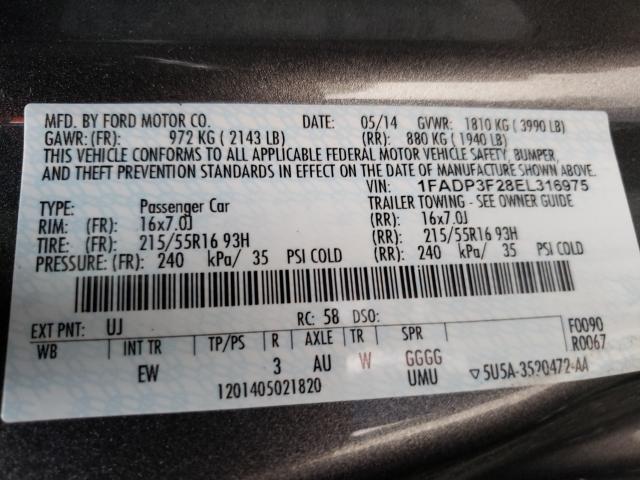 MFD. BY FORD MOTOR CO. DATE: 05/14 GVWR: 1810 KG ( 3990 LB)
GAWR: (FR): 972 KG ( 2143 LB) (RR): 880 KG ( 1940 LB)
THIS VEHICLE CONFORMS TO ALL APPLICABLE FEDERAL MOTOR VEHICLE SAFETY, BUMPER,
AND THEFT PREVENTION STANDARDS IN EFFECT ON THE DATE OF MANUFACTURE SHOWN ABOVE.
VIN: 1FADP3F28EL316975
TYPE: Passenger Car TRAILER TOWING - SEE OWNER GUIDE
RIM: (FR): 16x7.0J (RR): 16x7.0J
TIRE: (FR): 215/55R16 93H (RR): 215/55R16 93H
PRESSURE: (FR): 240 kPa/ 35 PSI COLD (RR): 240 kPa/ 35 PSI COLD
EXT PNT: UJ RC: 58 DSO: F0090
WB INT TR TP/PS R AXLE TR SPR R0067
EW 3 AU W GGGG
1201405021820 UMU ▽5U5A-3520472-AA